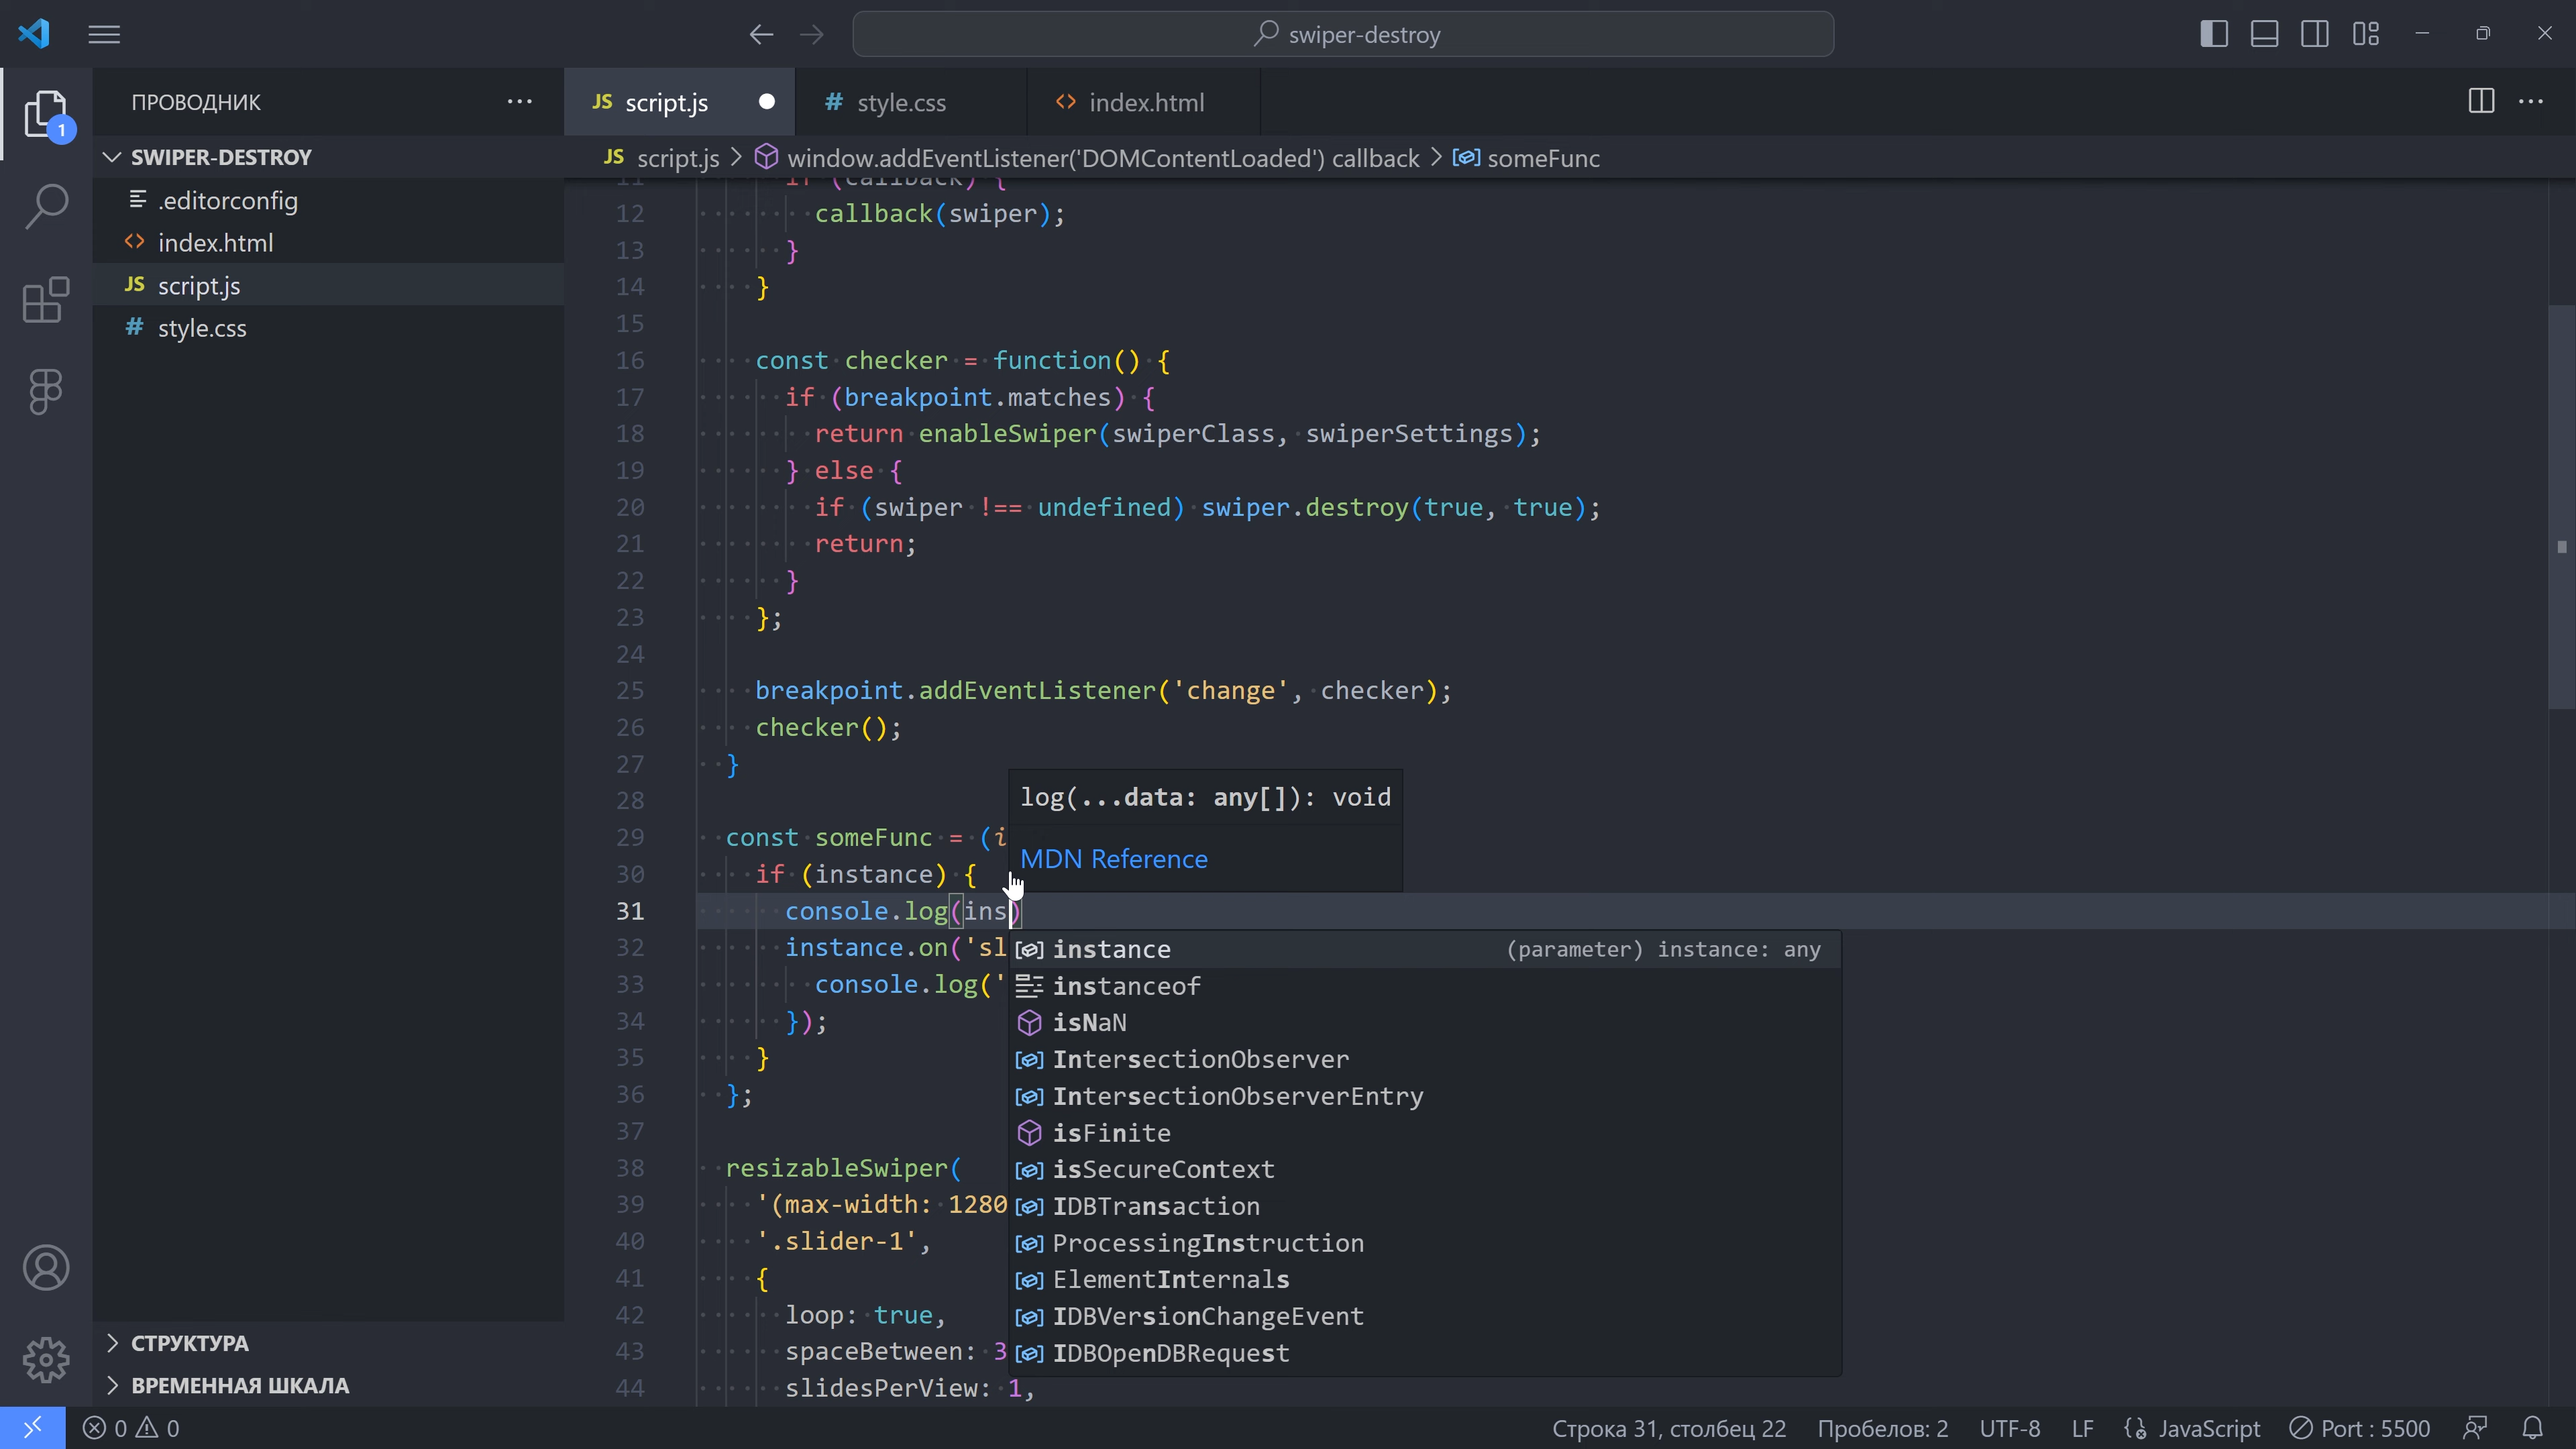 swiper-destroy
ПРОВОДНИК
JS script.js
# style.css
<> index.html
1
SWIPER-DESTROY
JS script.js > window.addEventListener('DOMContentLoaded') callback > someFunc
.editorconfig
<> index.html
JS script.js
# style.css
11 if (callback) {
12 callback(swiper);
13 }
14 }
15
16 const checker = function() {
17 if (breakpoint.matches) {
18 return enableSwiper(swiperClass, swiperSettings);
19 } else {
20 if (swiper !== undefined) swiper.destroy(true, true);
21 return;
22 }
23 };
24
25 breakpoint.addEventListener('change', checker);
26 checker();
27 }
28
29 const someFunc = (i
30 if (instance) {
31 console.log(ins)
32 instance.on('sl
33 console.log('
34 });
35 }
36 };
37
38 resizableSwiper(
39 '(max-width: 1280
40 '.slider-1',
41 {
42 loop: true,
43 spaceBetween: 3
44 slidesPerView: 1,
log(...data: any[]): void
MDN Reference
instance (parameter) instance: any
instanceof
isNaN
IntersectionObserver
IntersectionObserverEntry
isFinite
isSecureContext
IDBTransaction
ProcessingInstruction
ElementInternals
IDBVersionChangeEvent
IDBOpenDBRequest
СТРУКТУРА
ВРЕМЕННАЯ ШКАЛА
0 0
Строка 31, столбец 22
Пробелов: 2
UTF-8
LF
JavaScript
Port : 5500